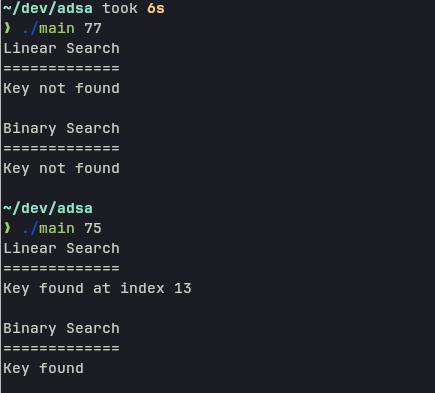 ~/dev/adsa took 6s
❯ ./main 77
Linear Search
=============
Key not found

Binary Search
=============
Key not found

~/dev/adsa
❯ ./main 75
Linear Search
=============
Key found at index 13

Binary Search
=============
Key found